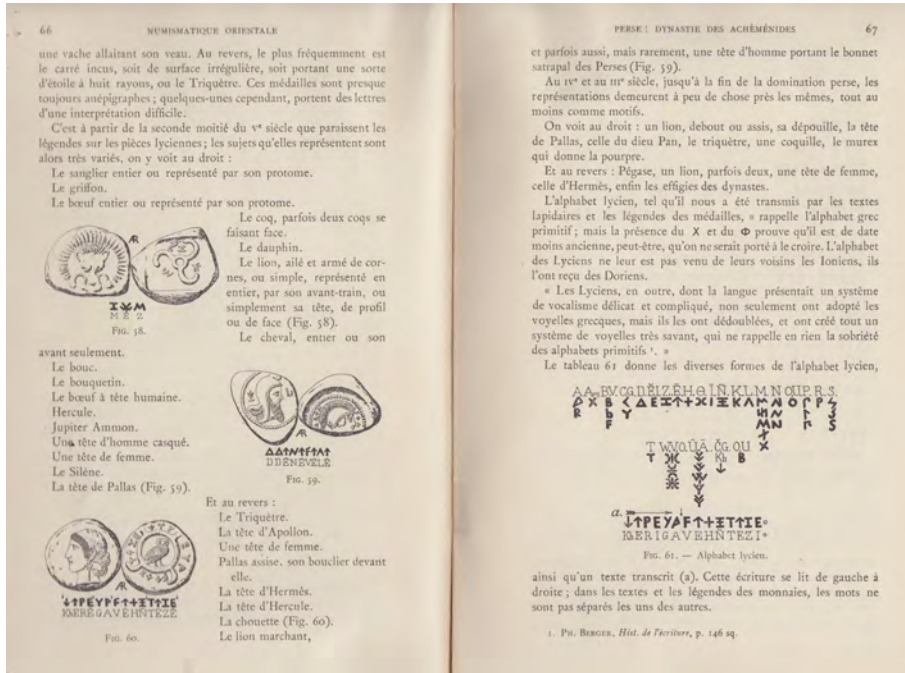 66 NUMISMATIQUE ORIENTALE
une vache allaitant son veau. Au revers, le plus fréquemment est
le carré incus, soit de surface irrégulière, soit portant une sorte
d'étoile à huit rayons, ou le Triquètre. Ces médailles sont presque
toujours anépigraphes ; quelques-unes cependant, portent des lettres
d'une interprétation difficile.
C'est à partir de la seconde moitié du Vᵉ siècle que paraissent les
légendes sur les pièces lyciennes ; les sujets qu'elles représentent sont
alors très variés, on y voit au droit :
Le sanglier entier ou représenté par son protome.
Le griffon.
Le bœuf entier ou représenté par son protome.
Le coq, parfois deux coqs se
faisant face.
Le dauphin.
Le lion, ailé et armé de cor-
nes, ou simple, représenté en
entier, par son avant-train, ou
simplement sa tête, de profil
ou de face (Fig. 58).
Le cheval, entier ou son
AR
M E Z
FIG. 58.
avant seulement.
Le bouc.
Le bouquetin.
Le bœuf à tête humaine.
Hercule.
Jupiter Ammon.
Une tête d'homme casqué.
Une tête de femme.
Le Silène.
La tête de Pallas (Fig. 59).
AR
DDENEVELE
FIG. 59.
Et au revers :
Le Triquètre.
La tête d'Apollon.
Une tête de femme.
Pallas assise, son bouclier devant
elle.
La tête d'Hermès.
La tête d'Hercule.
La chouette (Fig. 60).
Le lion marchant,
AR
FIG. 60.
PERSE : DYNASTIE DES ACHÉMÉNIDES 67
et parfois aussi, mais rarement, une tête d'homme portant le bonnet
satrapal des Perses (Fig. 59).
Au IVᵉ et au IIIᵉ siècle, jusqu'à la fin de la domination perse, les
représentations demeurent à peu de chose près les mêmes, tout au
moins comme motifs.
On voit au droit : un lion, debout ou assis, sa dépouille, la tête
de Pallas, celle du dieu Pan, le triquètre, une coquille, le murex
qui donne la pourpre.
Et au revers : Pégase, un lion, parfois deux, une tête de femme,
celle d'Hermès, enfin les effigies des dynastes.
L'alphabet lycien, tel qu'il nous a été transmis par les textes
lapidaires et les légendes des médailles, « rappelle l'alphabet grec
primitif ; mais la présence du X et du Φ prouve qu'il est de date
moins ancienne, peut-être, qu'on ne serait porté à le croire. L'alphabet
des Lyciens ne leur est pas venu de leurs voisins les Ioniens, ils
l'ont reçu des Doriens.
« Les Lyciens, en outre, dont la langue présentait un système
de vocalisme délicat et compliqué, non seulement ont adopté les
voyelles grecques, mais ils les ont dédoublées, et ont créé tout un
système de voyelles très savant, qui ne rappelle en rien la sobriété
des alphabets primitifs ¹. »
Le tableau 61 donne les diverses formes de l'alphabet lycien,
a.
FIG. 61. — Alphabet lycien.
ainsi qu'un texte transcrit (a). Cette écriture se lit de gauche à
droite ; dans les textes et les légendes des monnaies, les mots ne
sont pas séparés les uns des autres.
1. PH. BERGER, Hist. de l'écriture, p. 146 sq.